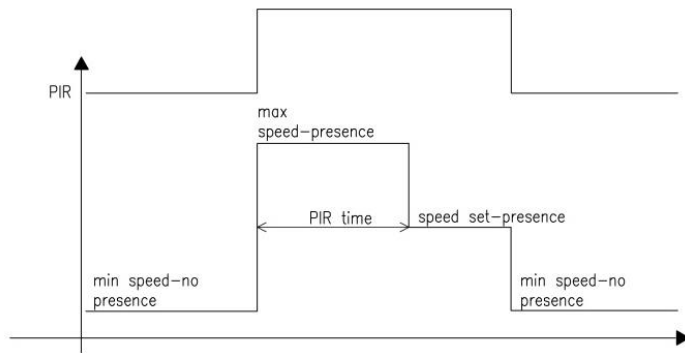 PIR
max
speed-presence
PIR time
speed set-presence
min speed-no
presence
min speed-no
presence